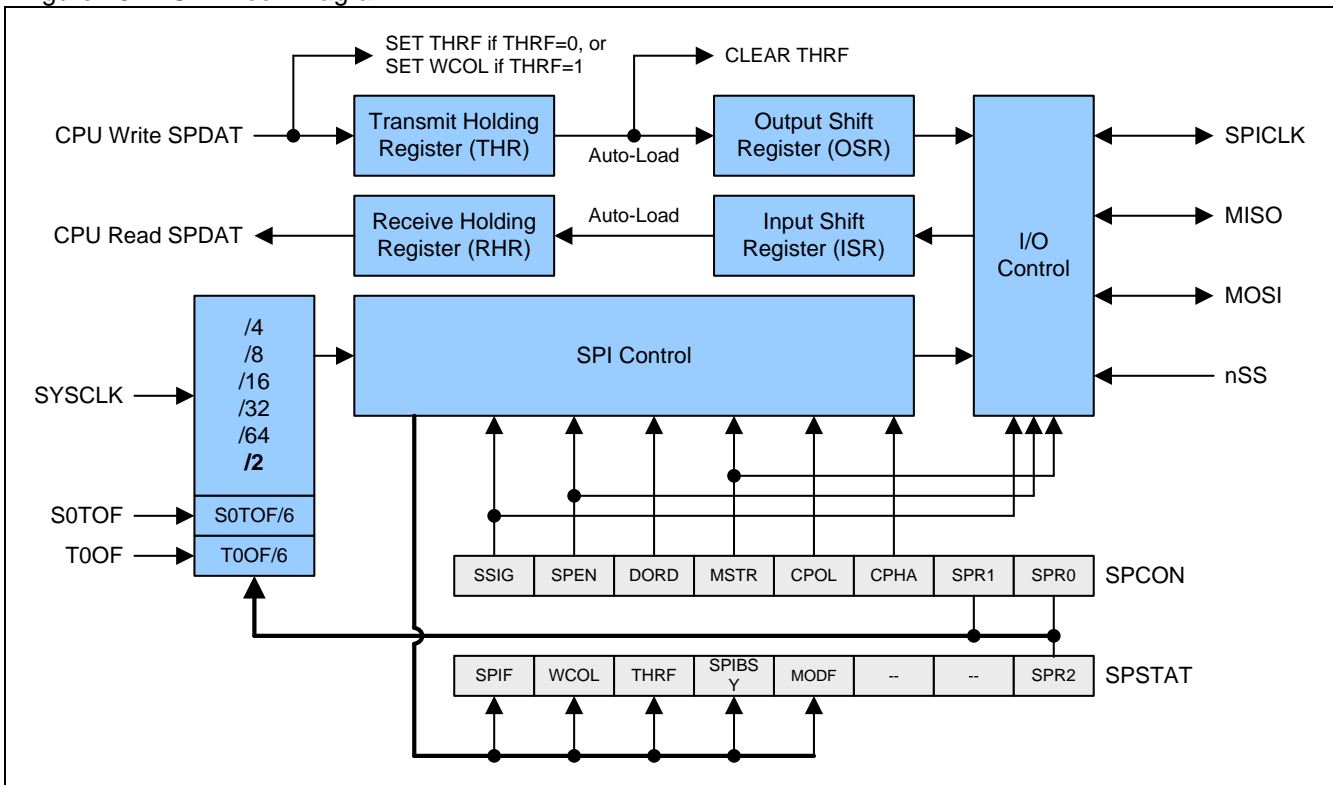 SET THRF if THRF=0, or
SET WCOL if THRF=1
CLEAR THRF
CPU Write SPDAT
Transmit Holding
Register (THR)
Auto-Load
Output Shift
Register (OSR)
SPICLK
CPU Read SPDAT
Receive Holding
Register (RHR)
Auto-Load
Input Shift
Register (ISR)
I/O
Control
MISO
MOSI
nSS
SYSCLK
/4
/8
/16
/32
/64
/2
SPI Control
S0TOF
S0TOF/6
T0OF
T0OF/6
SSIG SPEN DORD MSTR CPOL CPHA SPR1 SPR0 SPCON
SPIF WCOL THRF SPIBS
Y MODF -- -- SPR2 SPSTAT